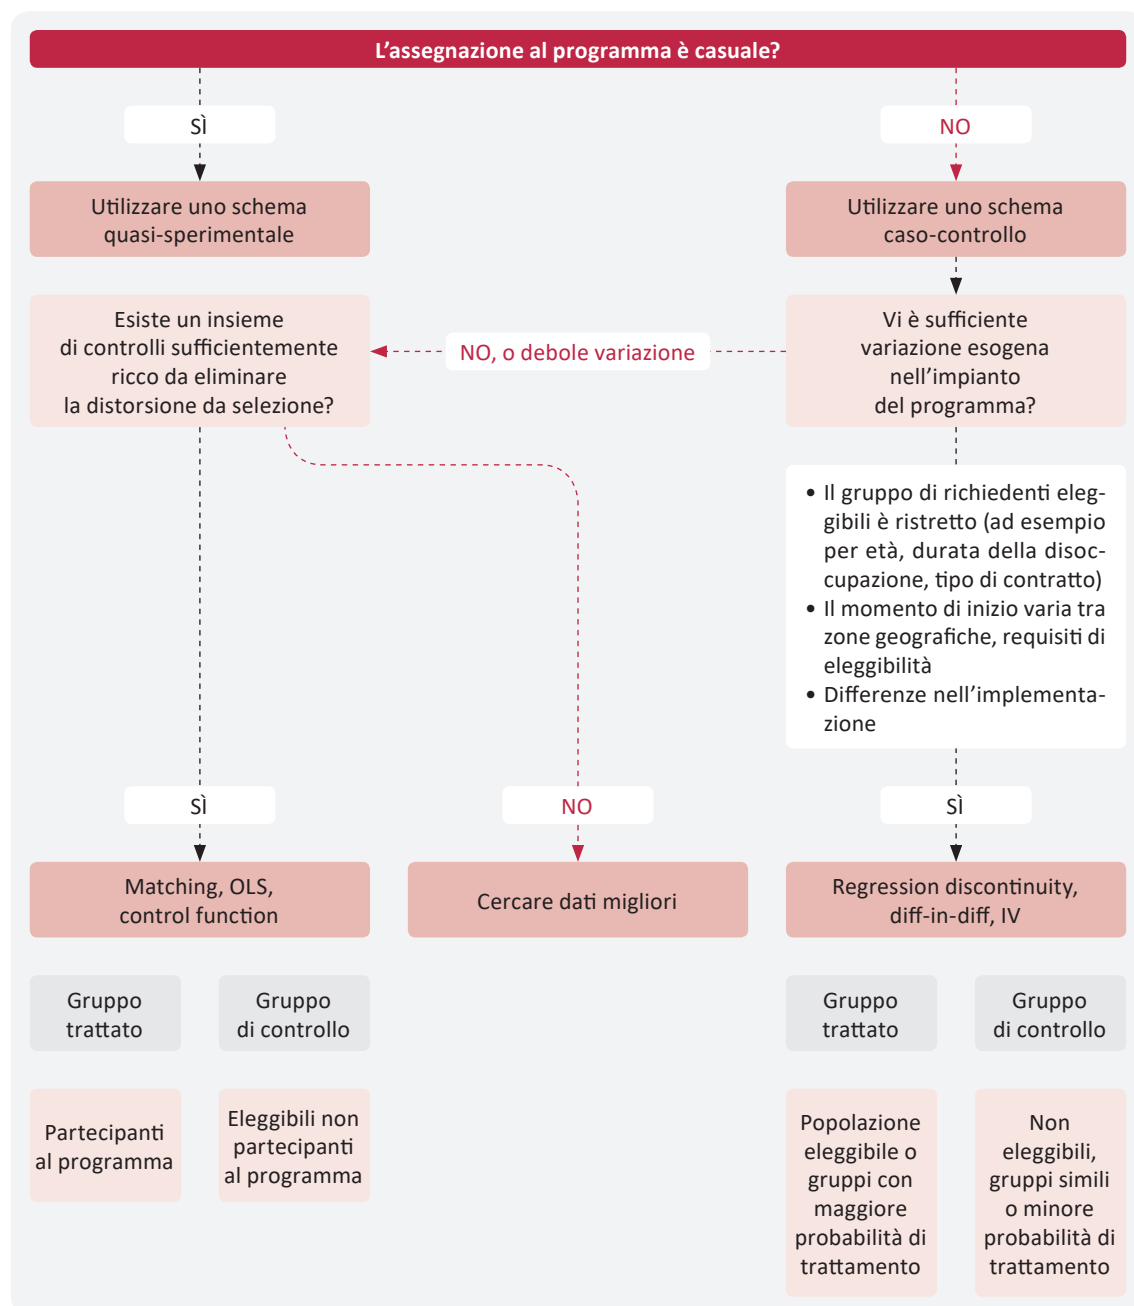 L'assegnazione al programma è casuale?
SÌ
NO
Utilizzare uno schema
quasi-sperimentale
Utilizzare uno schema
caso-controllo
Esiste un insieme
di controlli sufficientemente
ricco da eliminare
la distorsione da selezione?
NO, o debole variazione
Vi è sufficiente
variazione esogena
nell'impianto
del programma?
• Il gruppo di richiedenti eleg-
gibili è ristretto (ad esempio
per età, durata della disoc-
cupazione, tipo di contratto)
• Il momento di inizio varia tra
zone geografiche, requisiti di
eleggibilità
• Differenze nell'implementa-
zione
SÌ
NO
SÌ
Matching, OLS,
control function
Cercare dati migliori
Regression discontinuity,
diff-in-diff, IV
Gruppo
trattato
Gruppo
di controllo
Gruppo
trattato
Gruppo
di controllo
Partecipanti
al programma
Eleggibili non
partecipanti
al programma
Popolazione
eleggibile o
gruppi con
maggiore
probabilità di
trattamento
Non
eleggibili,
gruppi simili
o minore
probabilità di
trattamento